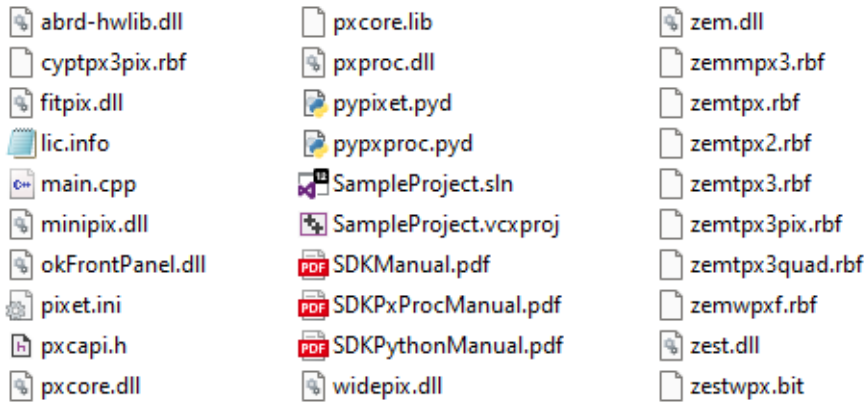 abrd-hwlib.dll
cyptpx3pix.rbf
fitpix.dll
lic.info
main.cpp
minipix.dll
okFrontPanel.dll
pixet.ini
pxcapi.h
pxcore.dll
pxcore.lib
pxproc.dll
pypixet.pyd
pypxproc.pyd
SampleProject.sln
SampleProject.vcxproj
SDKManual.pdf
SDKPxProcManual.pdf
SDKPythonManual.pdf
widepix.dll
zem.dll
zemmpx3.rbf
zemtpx.rbf
zemtpx2.rbf
zemtpx3.rbf
zemtpx3pix.rbf
zemtpx3quad.rbf
zemwpxf.rbf
zest.dll
zestwpx.bit